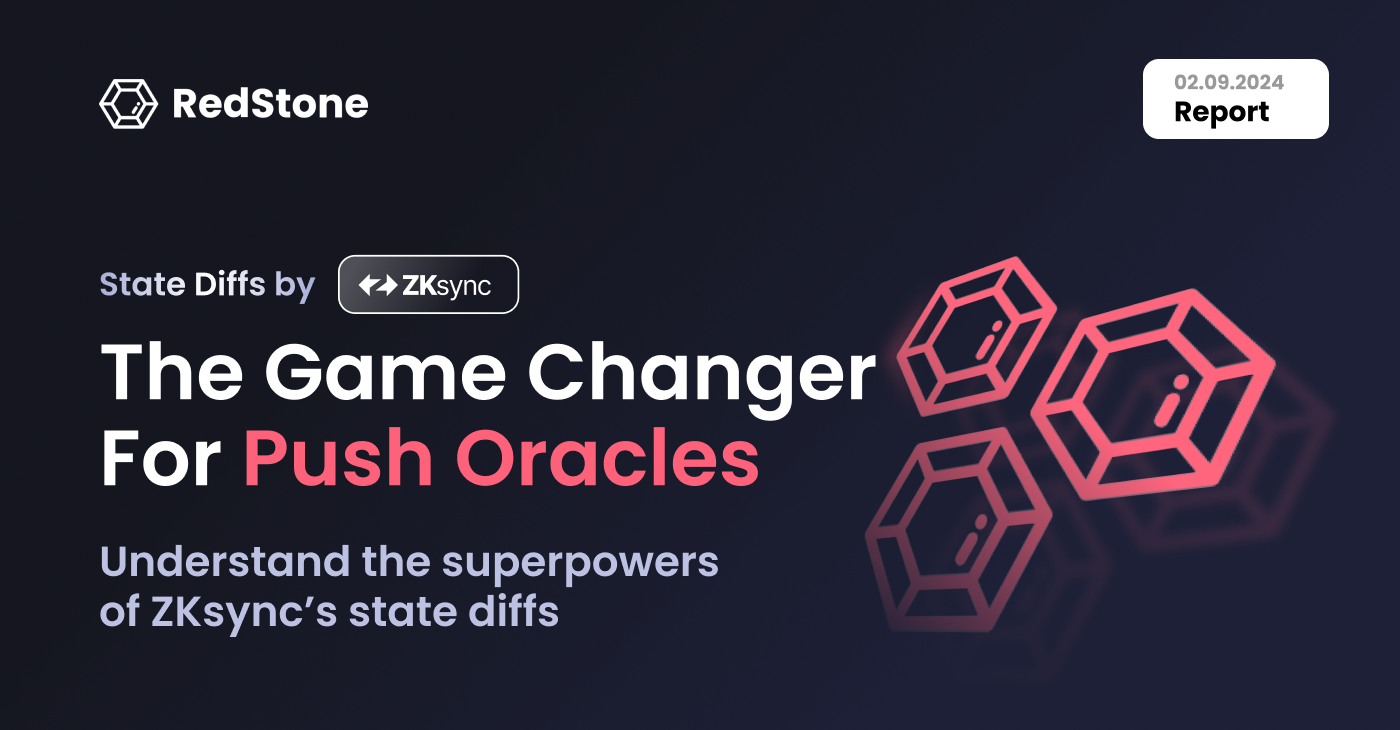 RedStone
02.09.2024
Report
State Diffs by ZKsync
The Game Changer
For Push Oracles
Understand the superpowers
of ZKsync’s state diffs